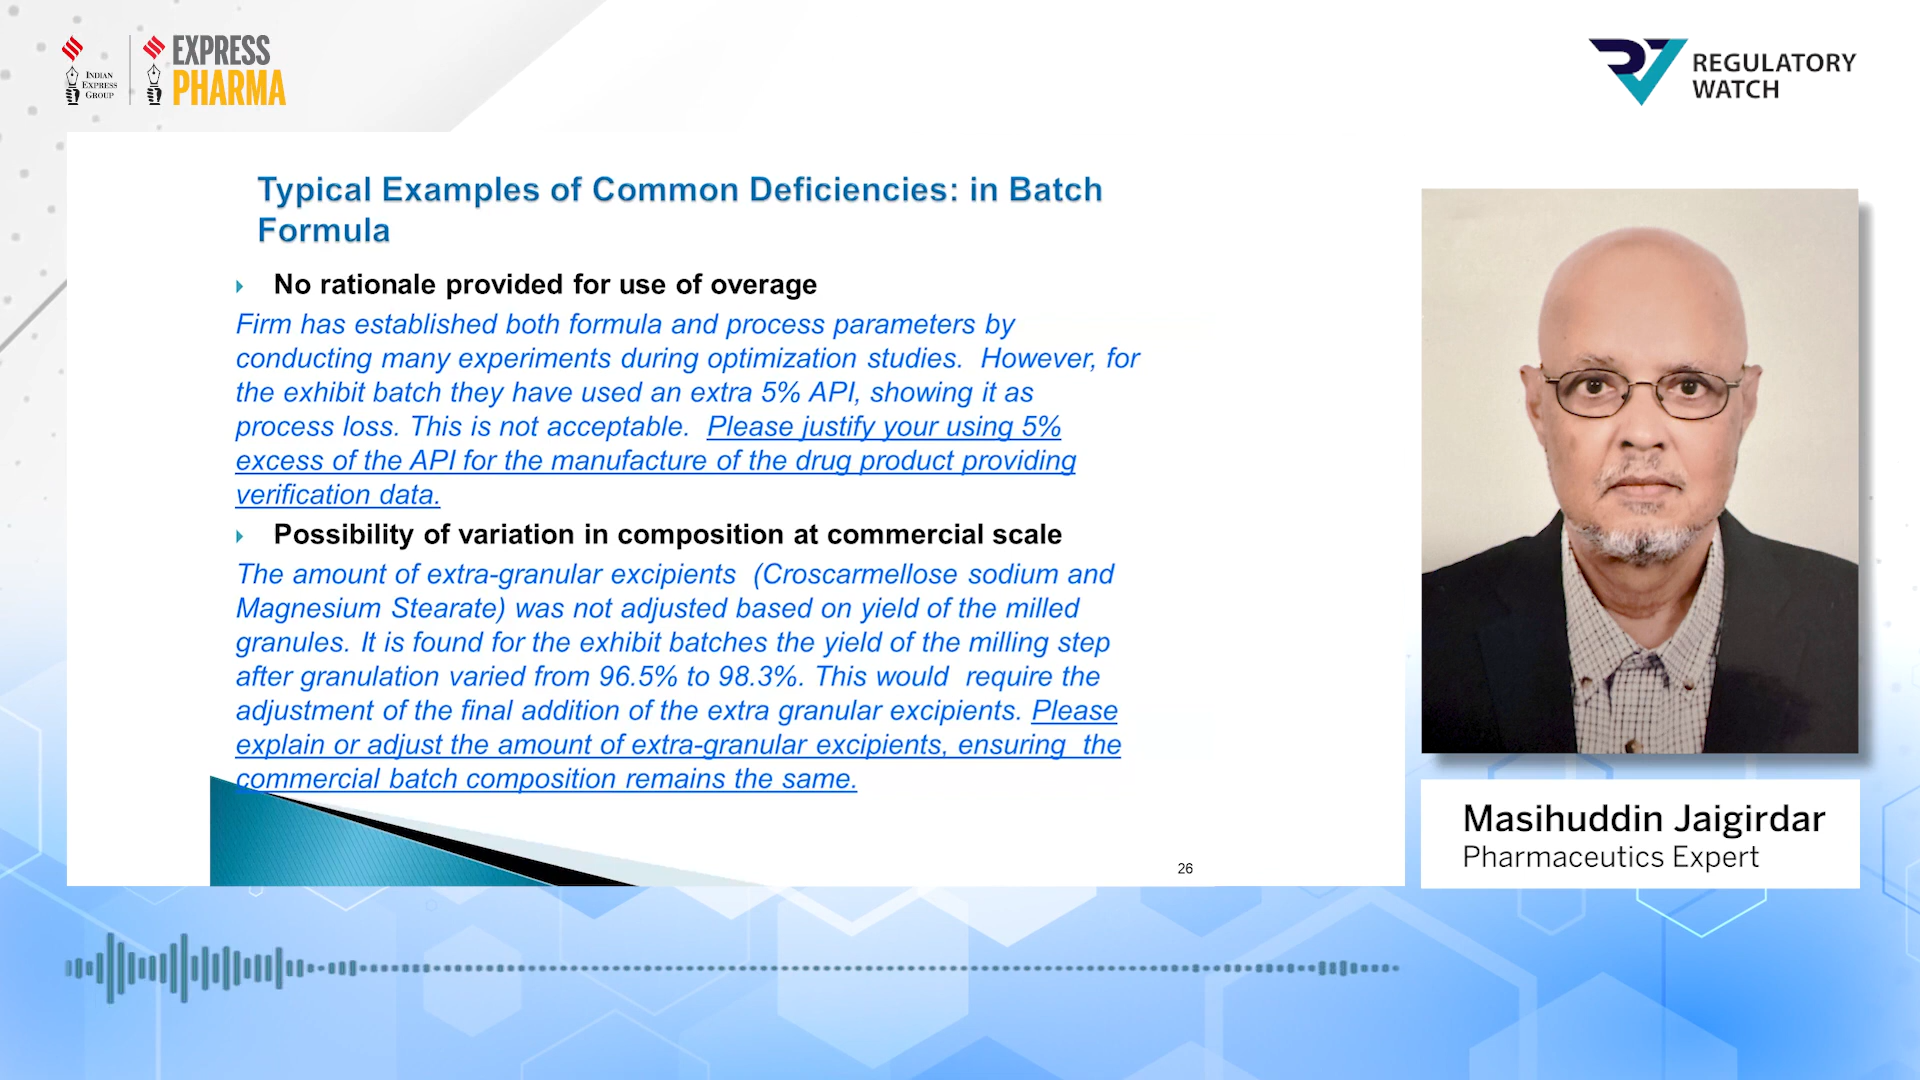 INDIAN
EXPRESS
GROUP
EXPRESS
PHARMA
REGULATORY
WATCH
Typical Examples of Common Deficiencies: in Batch
Formula
No rationale provided for use of overage
Firm has established both formula and process parameters by
conducting many experiments during optimization studies.  However, for
the exhibit batch they have used an extra 5% API, showing it as
process loss. This is not acceptable.  Please justify your using 5%
excess of the API for the manufacture of the drug product providing
verification data.
Possibility of variation in composition at commercial scale
The amount of extra-granular excipients  (Croscarmellose sodium and
Magnesium Stearate) was not adjusted based on yield of the milled
granules. It is found for the exhibit batches the yield of the milling step
after granulation varied from 96.5% to 98.3%. This would  require the
adjustment of the final addition of the extra granular excipients. Please
explain or adjust the amount of extra-granular excipients, ensuring  the
commercial batch composition remains the same.
26
Masihuddin Jaigirdar
Pharmaceutics Expert